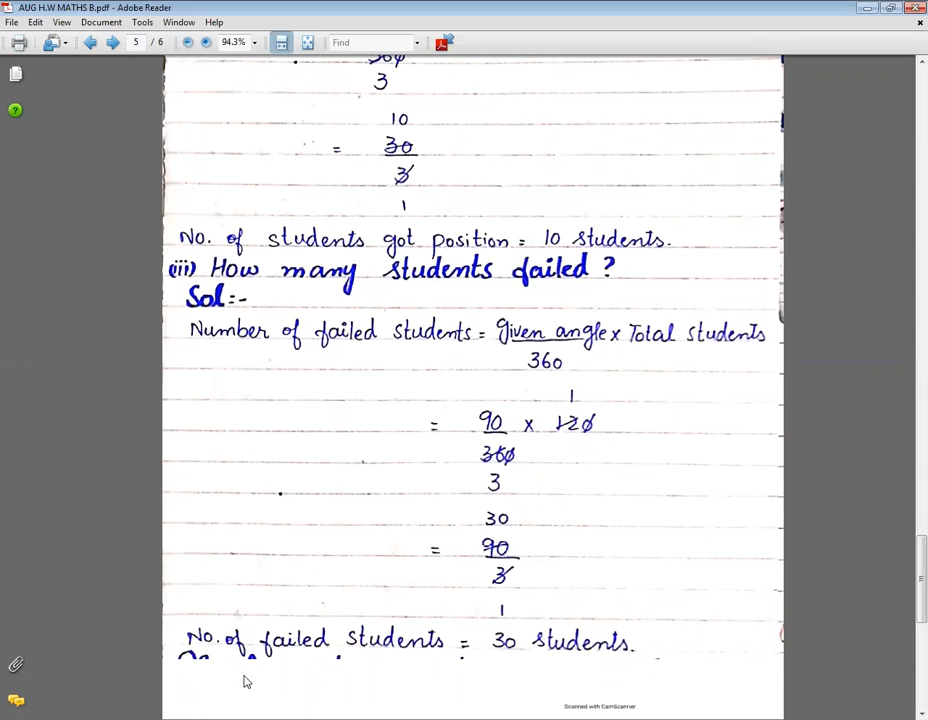 AUG H.W MATHS B.pdf - Adobe Reader
File Edit View Document Tools Window Help
5 / 6 94.3% Find
360
3
10
= 30
3
1
No. of students got position = 10 students.
(iii) How many students failed ?
Sol:-
Number of failed students = given angle x Total students
360
1
= 90 x 120
360
3
30
= 90
3
1
No. of failed students = 30 students.
Scanned with CamScanner